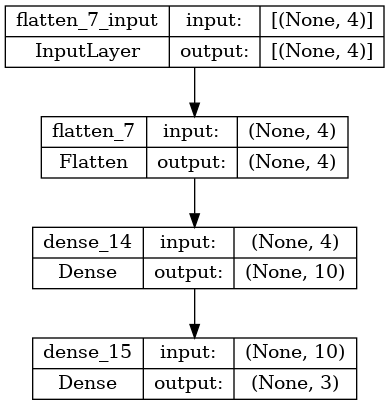 flatten_7_input input: [(None, 4)]
InputLayer output: [(None, 4)]
flatten_7 input: (None, 4)
Flatten output: (None, 4)
dense_14 input: (None, 4)
Dense output: (None, 10)
dense_15 input: (None, 10)
Dense output: (None, 3)